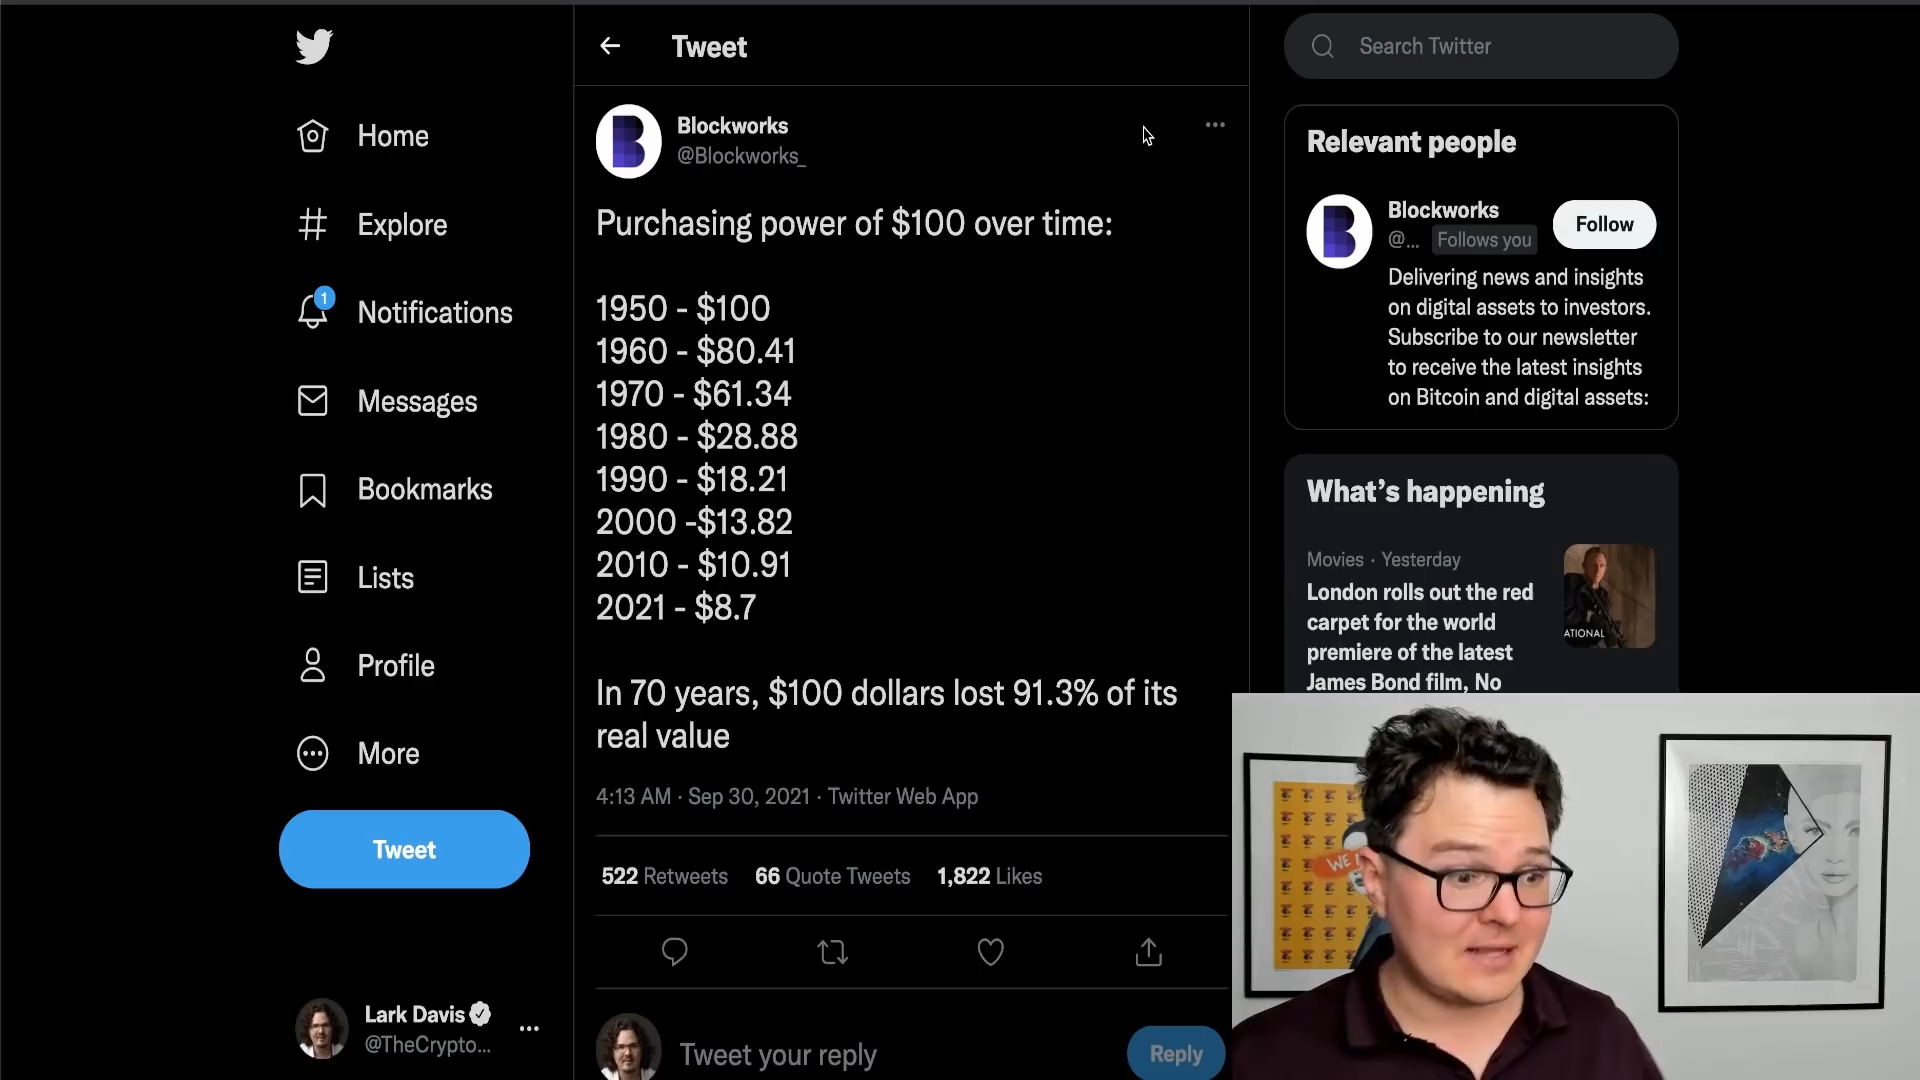 Tweet
Search Twitter
Home
Explore
1
Notifications
Messages
Bookmarks
Lists
Profile
More
Tweet
Lark Davis
@TheCrypto...
Blockworks
@Blockworks_
Purchasing power of $100 over time:
1950 - $100
1960 - $80.41
1970 - $61.34
1980 - $28.88
1990 - $18.21
2000 -$13.82
2010 - $10.91
2021 - $8.7
In 70 years, $100 dollars lost 91.3% of its
real value
4:13 AM · Sep 30, 2021 · Twitter Web App
522 Retweets 66 Quote Tweets 1,822 Likes
Tweet your reply
Reply
Relevant people
Blockworks
@... Follows you
Follow
Delivering news and insights
on digital assets to investors.
Subscribe to our newsletter
to receive the latest insights
on Bitcoin and digital assets:
What's happening
Movies · Yesterday
London rolls out the red
carpet for the world
premiere of the latest
James Bond film, No
ATIONAL
WE